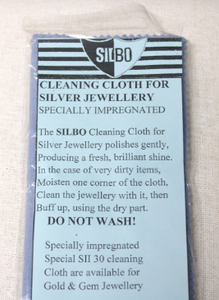 SILBO
CLEANING CLOTH FOR
SILVER JEWELLERY
SPECIALLY IMPREGNATED
The SILBO Cleaning Cloth for
Silver Jewellery polishes gently,
Producing a fresh, brilliant shine.
In the case of very dirty items,
Moisten one corner of the cloth,
Clean the jewellery with it, then
Buff up, using the dry part.
DO NOT WASH!
Specially impregnated
Special SII 30 cleaning
Cloth are available for
Gold & Gem Jewellery